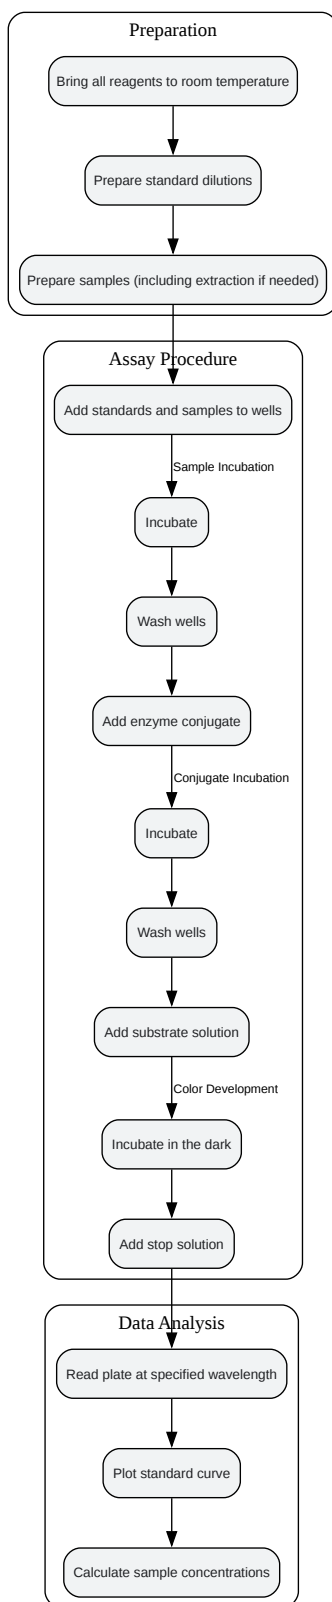 Preparation
Bring all reagents to room temperature
Prepare standard dilutions
Prepare samples (including extraction if needed)
Assay Procedure
Add standards and samples to wells
Sample Incubation
Incubate
Wash wells
Add enzyme conjugate
Conjugate Incubation
Incubate
Wash wells
Add substrate solution
Color Development
Incubate in the dark
Add stop solution
Data Analysis
Read plate at specified wavelength
Plot standard curve
Calculate sample concentrations